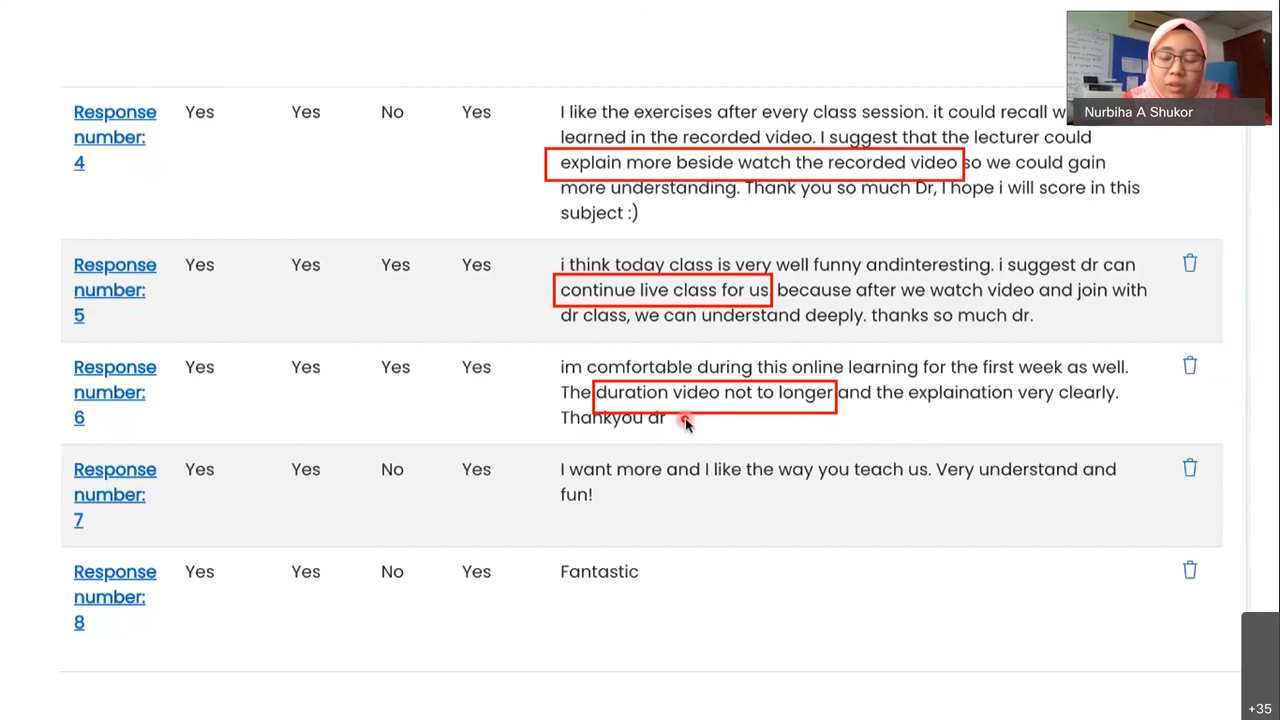 Nurbiha A Shukor
Response Yes Yes No Yes I like the exercises after every class session. it could recall
number: learned in the recorded video. I suggest that the lecturer could
4 explain more beside watch the recorded video so we could gain
more understanding. Thank you so much Dr, I hope i will score in this
subject :)
Response Yes Yes Yes Yes i think today class is very well funny andinteresting. i suggest dr can
number: continue live class for us because after we watch video and join with
5 dr class, we can understand deeply. thanks so much dr.
Response Yes Yes Yes Yes im comfortable during this online learning for the first week as well.
number: The duration video not to longer and the explaination very clearly.
6 Thankyou dr
Response Yes Yes No Yes I want more and I like the way you teach us. Very understand and
number: fun!
7
Response Yes Yes No Yes Fantastic
number:
8
+35